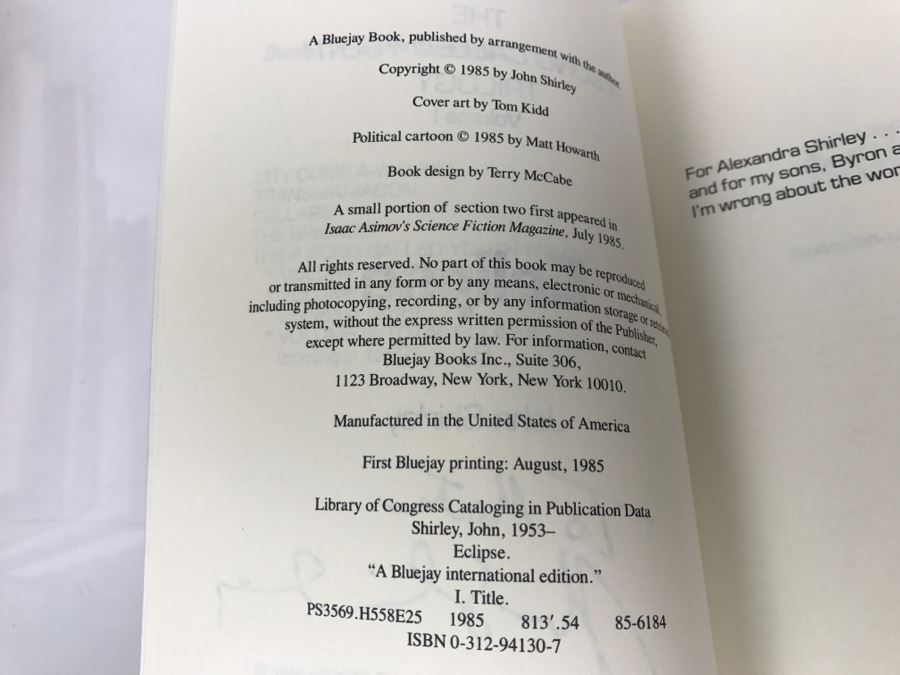 A Bluejay Book, published by arrangement with the author.
Copyright © 1985 by John Shirley
Cover art by Tom Kidd
Political cartoon © 1985 by Matt Howarth
Book design by Terry McCabe
A small portion of section two first appeared in
Isaac Asimov's Science Fiction Magazine, July 1985.
All rights reserved. No part of this book may be reproduced
or transmitted in any form or by any means, electronic or mechanical,
including photocopying, recording, or by any information storage or
system, without the express written permission of the Publisher,
except where permitted by law. For information, contact
Bluejay Books Inc., Suite 306,
1123 Broadway, New York, New York 10010.
Manufactured in the United States of America
First Bluejay printing: August, 1985
Library of Congress Cataloging in Publication Data
Shirley, John, 1953–
Eclipse.
“A Bluejay international edition.”
I. Title.
PS3569.H558E25 1985 813′.54 85-6184
ISBN 0-312-94130-7
For Alexandra Shirley . . .
and for my sons, Byron
I'm wrong about the